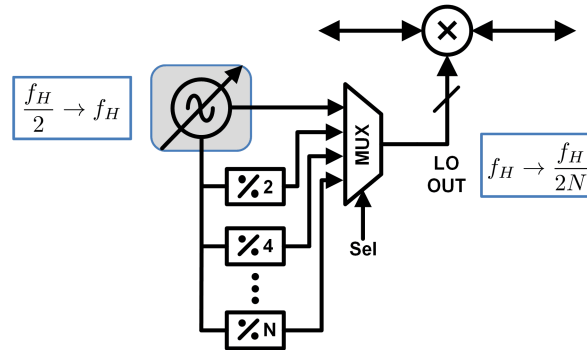 f_H/2 → f_H
MUX
LO
OUT
f_H → f_H/2N
% 2
Sel
% 4
% N